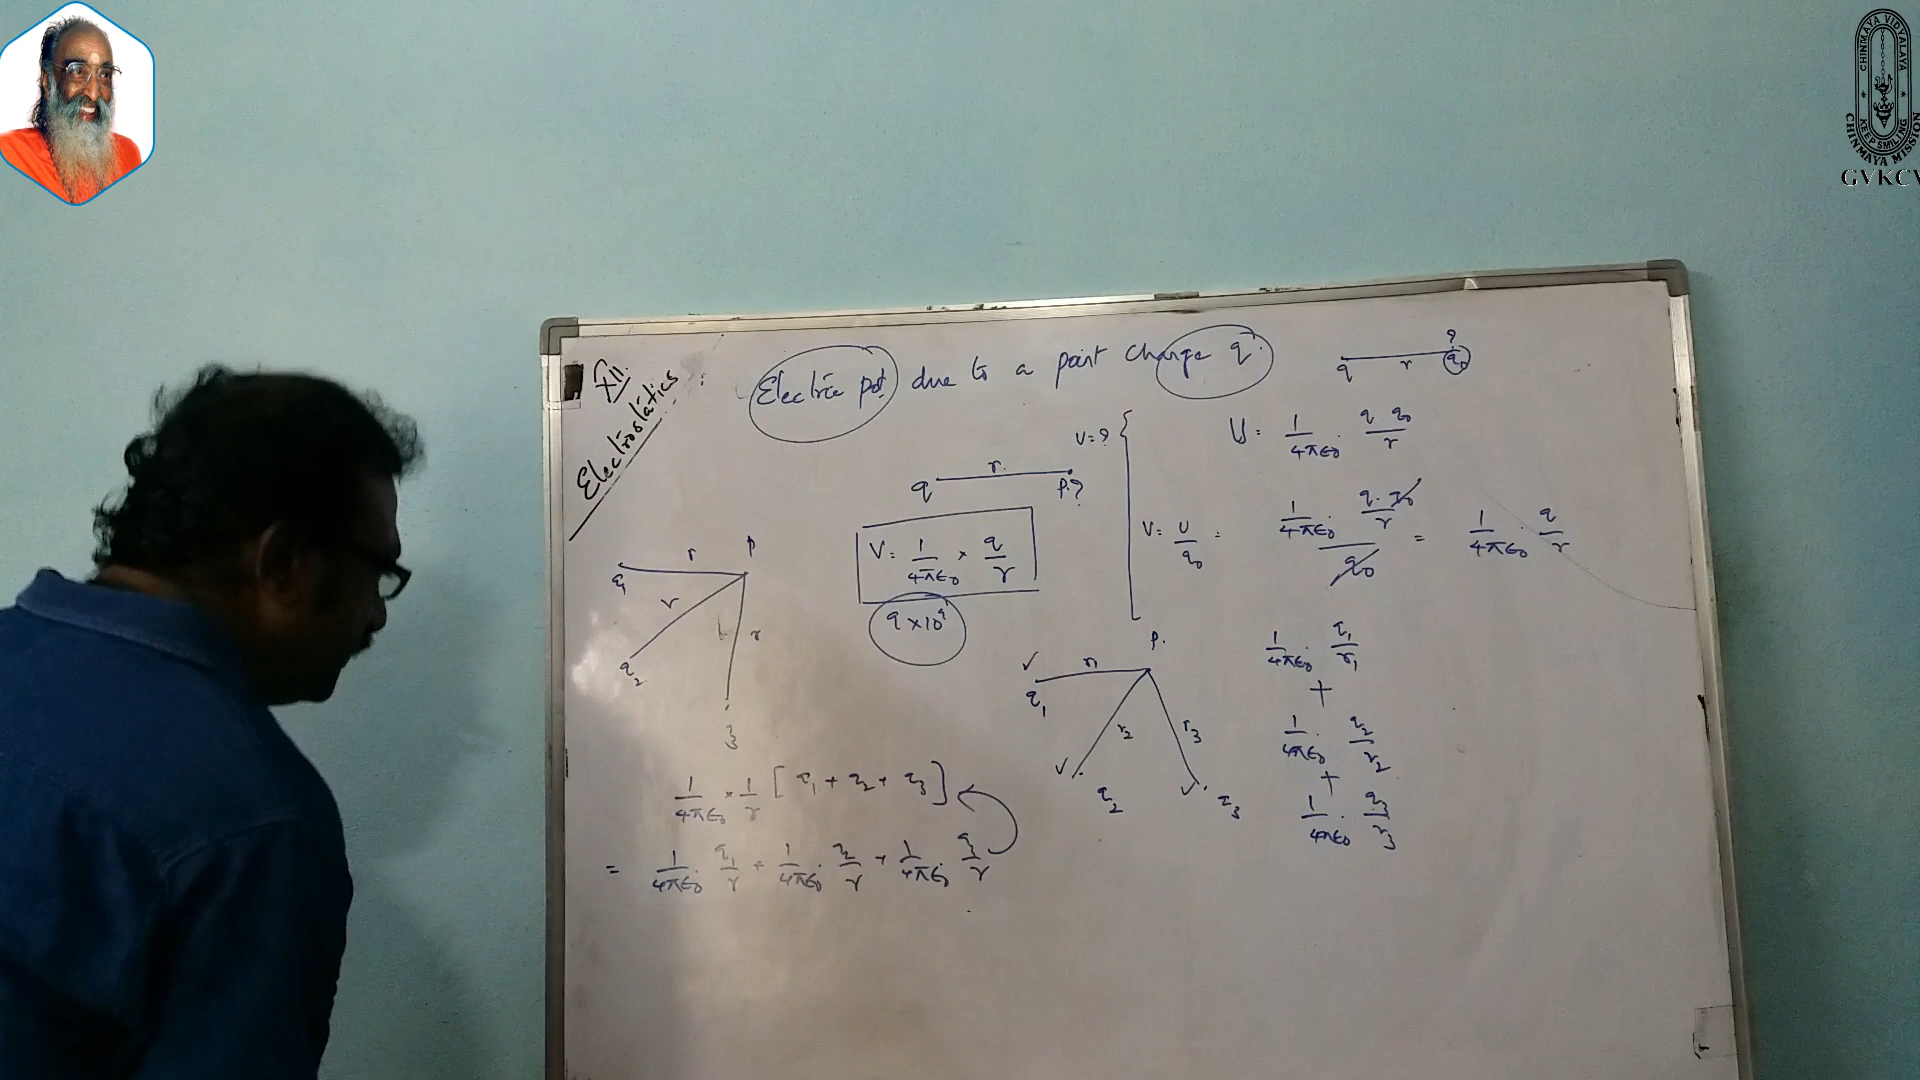 CHINMAYA VIDYALAYA
KEEP SMILING
CHINMAYA MISSION
GVKCV
XII.
Electrostatics :
Electric pot due to a point charge q.
q r q₀ ?
V=?
U = 1/4πε₀ · q q₀/r
q r P.?
V = 1/4πε₀ × q/r
9 × 10⁹
V = U/q₀ = 1/4πε₀ · q·q₀/r / q₀ = 1/4πε₀ · q/r
q₁ r P
q₂ r
r
3
P.
q₁ r₁
q₂ r₂
q₃ r₃
1/4πε₀ · q₁/r₁
+
1/4πε₀ · q₂/r₂
+
1/4πε₀ · q₃/r₃
1/4πε₀ × 1/r [ q₁ + q₂ + q₃ ]
= 1/4πε₀ · q₁/r + 1/4πε₀ · q₂/r + 1/4πε₀ · q₃/r